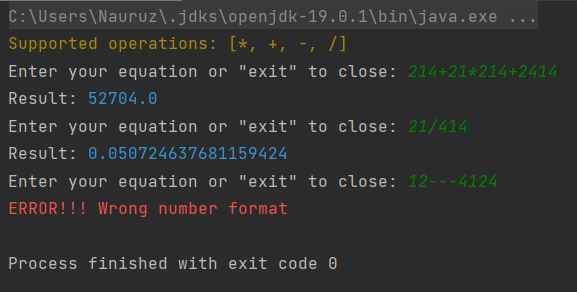 C:\Users\Nauruz\.jdks\openjdk-19.0.1\bin\java.exe ...
Supported operations: [*, +, -, /]
Enter your equation or "exit" to close: 214+21*214+2414
Result: 52704.0
Enter your equation or "exit" to close: 21/414
Result: 0.050724637681159424
Enter your equation or "exit" to close: 12---4124
ERROR!!! Wrong number format
Process finished with exit code 0